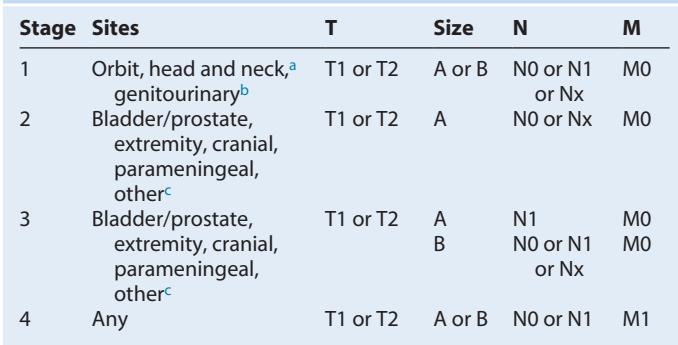 Stage Sites T Size N M
1 Orbit, head and neck,a T1 or T2 A or B N0 or N1 M0
genitourinaryb or Nx
2 Bladder/prostate, T1 or T2 A N0 or Nx M0
extremity, cranial,
parameningeal,
otherc
3 Bladder/prostate, T1 or T2 A N1 M0
extremity, cranial, B N0 or N1 M0
parameningeal, or Nx
otherc
4 Any T1 or T2 A or B N0 or N1 M1